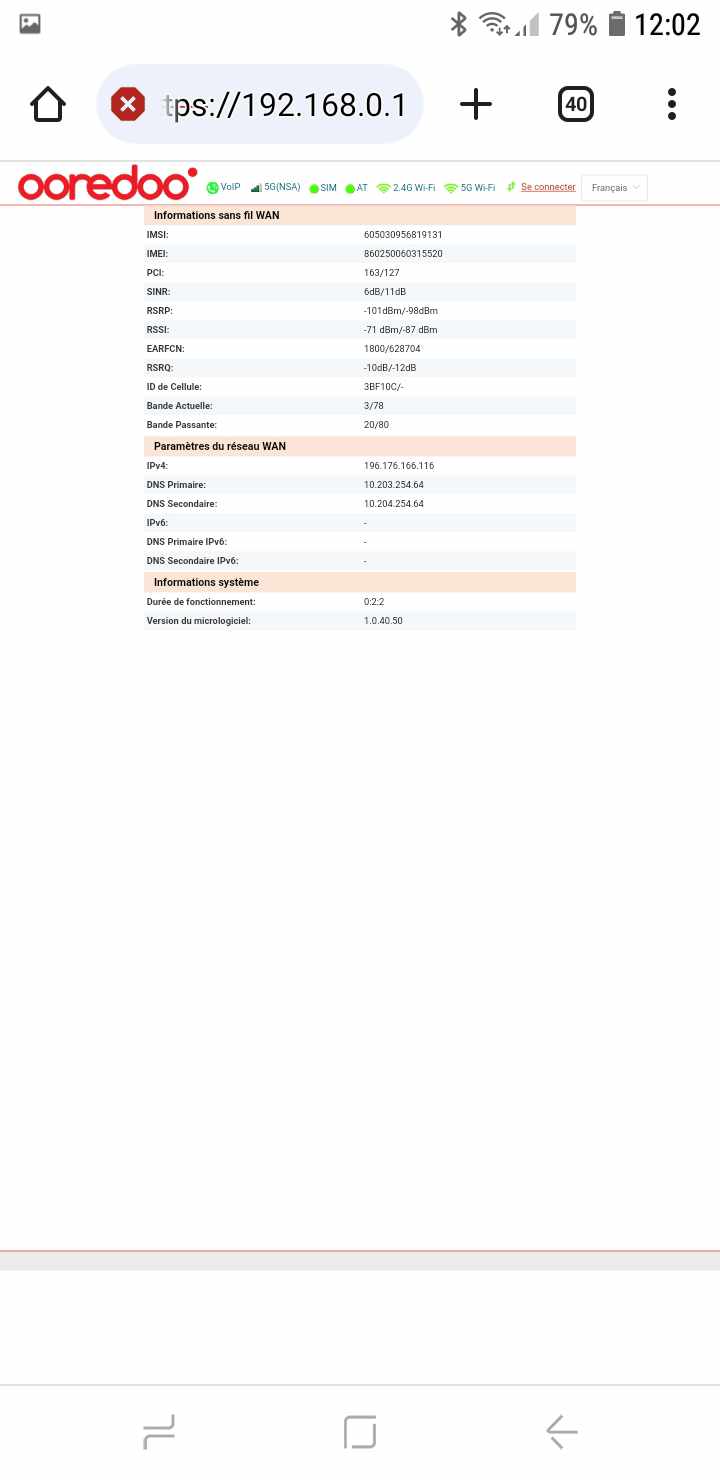 79% 12:02
tps://192.168.0.1 40
ooredoo VoIP 5G(NSA) SIM AT 2.4G Wi-Fi 5G Wi-Fi Se connecter Français
Informations sans fil WAN
IMSI: 605030956819131
IMEI: 860250060315520
PCI: 163/127
SINR: 6dB/11dB
RSRP: -101dBm/-98dBm
RSSI: -71 dBm/-87 dBm
EARFCN: 1800/628704
RSRQ: -10dB/-12dB
ID de Cellule: 3BF10C/-
Bande Actuelle: 3/78
Bande Passante: 20/80
Paramètres du réseau WAN
IPv4: 196.176.166.116
DNS Primaire: 10.203.254.64
DNS Secondaire: 10.204.254.64
IPv6: -
DNS Primaire IPv6: -
DNS Secondaire IPv6: -
Informations système
Durée de fonctionnement: 0:2:2
Version du micrologiciel: 1.0.40.50